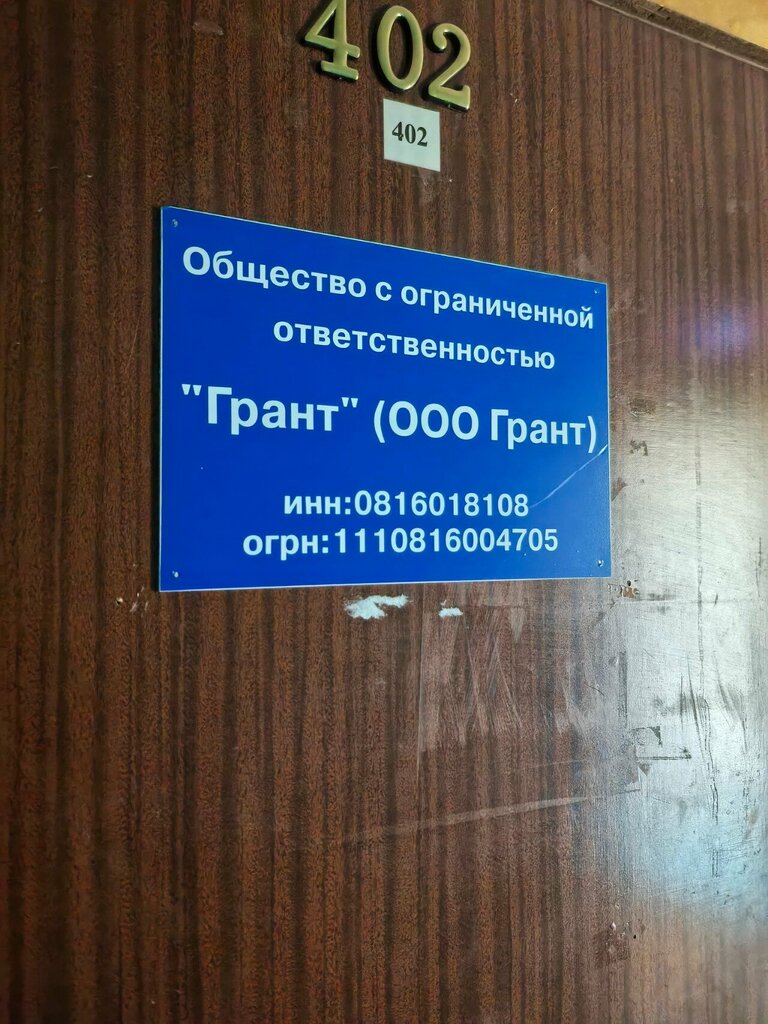 402
402
Общество с ограниченной
ответственностью
"Грант" (ООО Грант)
инн:0816018108
огрн:1110816004705